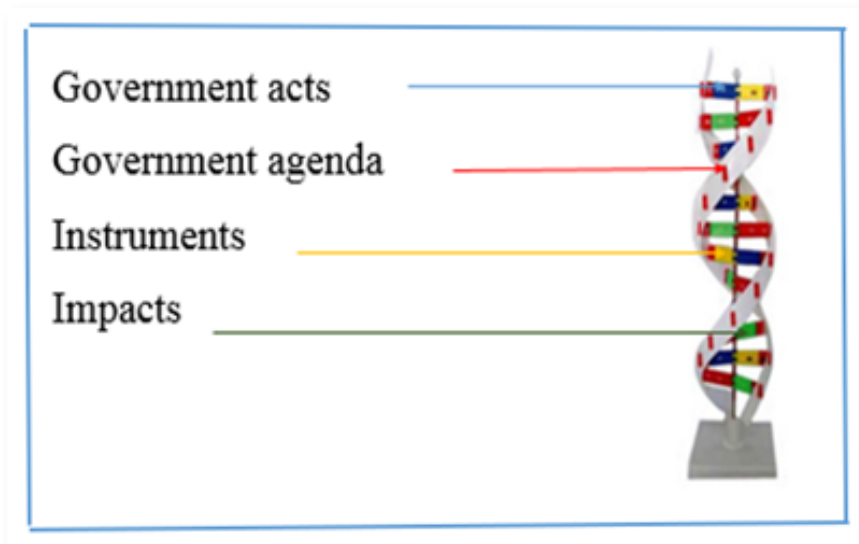 Government acts
Government agenda
Instruments
Impacts